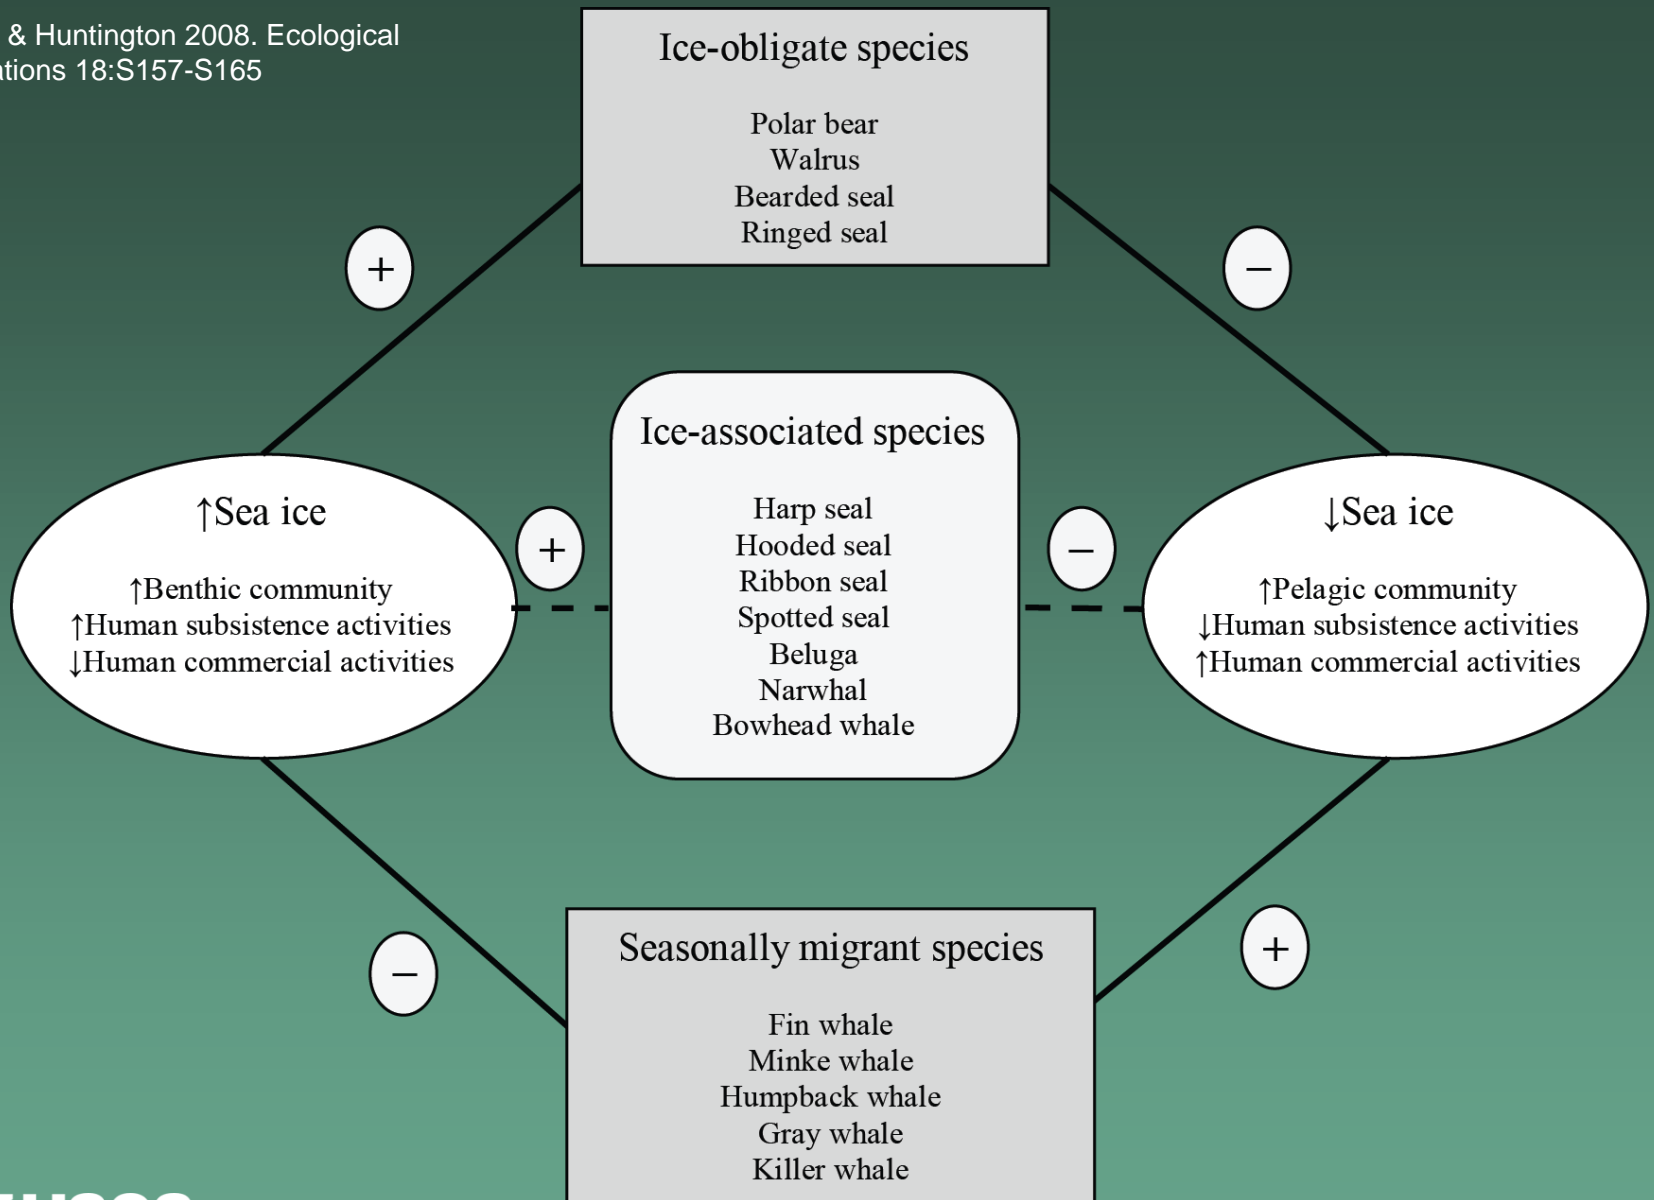 & Huntington 2008. Ecological
18:S157-S165
Ice-obligate species
Polar bear
Walrus
Bearded seal
Ringed seal
+
−
Ice-associated species
Harp seal
Hooded seal
Ribbon seal
Spotted seal
Beluga
Narwhal
Bowhead whale
↑Sea ice
↑Benthic community
↑Human subsistence activities
↓Human commercial activities
+
−
↓Sea ice
↑Pelagic community
↓Human subsistence activities
↑Human commercial activities
−
+
Seasonally migrant species
Fin whale
Minke whale
Humpback whale
Gray whale
Killer whale